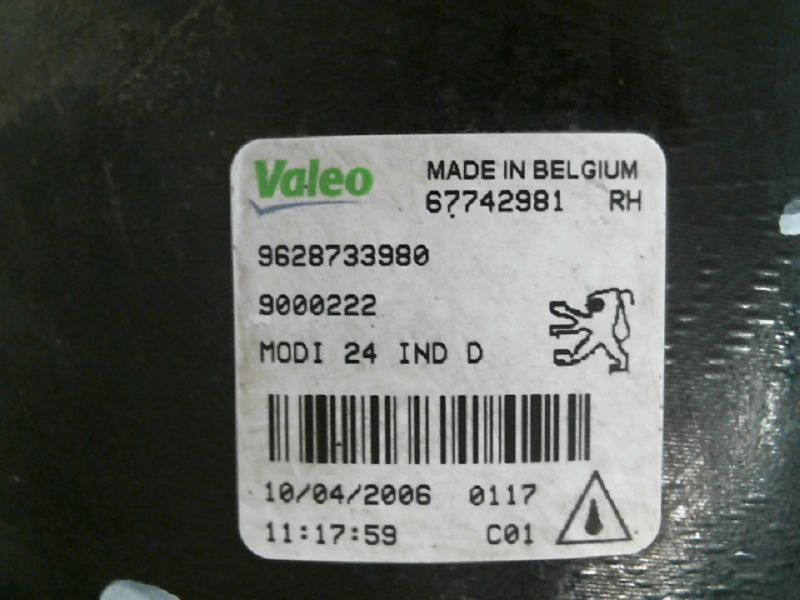 Valeo MADE IN BELGIUM
67742981 RH
9628733980
9000222
MODI 24 IND D
10/04/2006 0117
11:17:59 C01